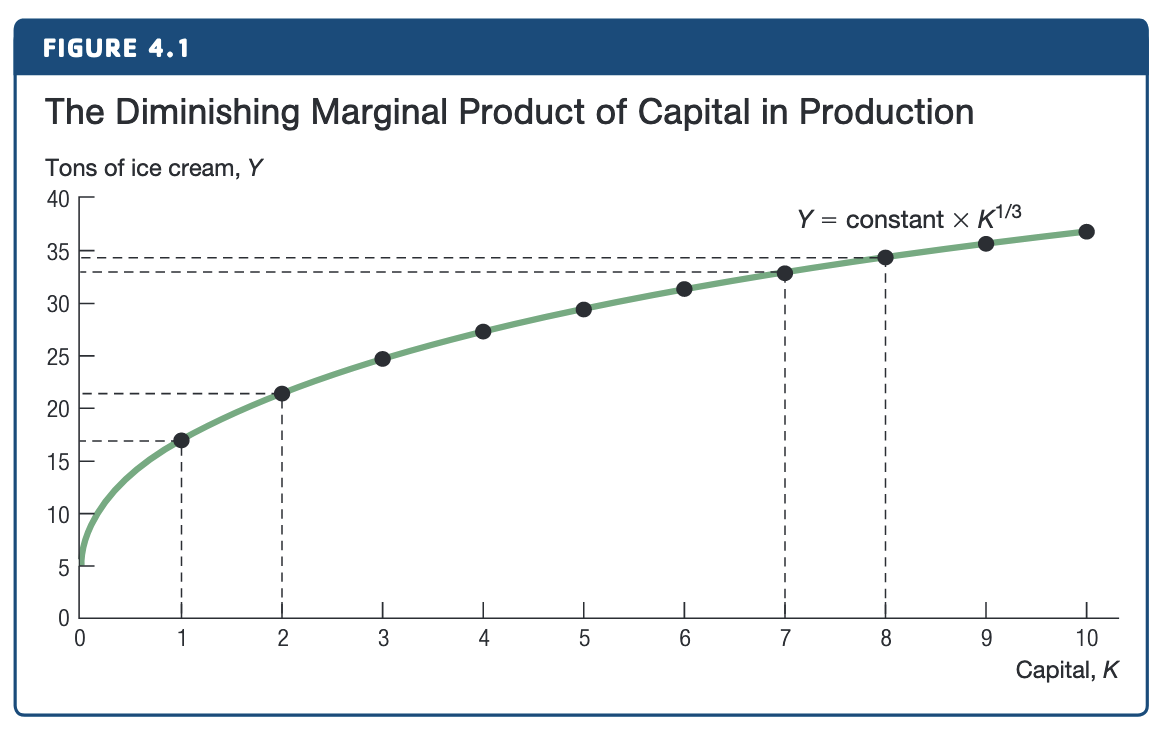 FIGURE 4.1
The Diminishing Marginal Product of Capital in Production
Tons of ice cream, Y
Y = constant × K^1/3
40
35
30
25
20
15
10
5
0
0 1 2 3 4 5 6 7 8 9 10
Capital, K